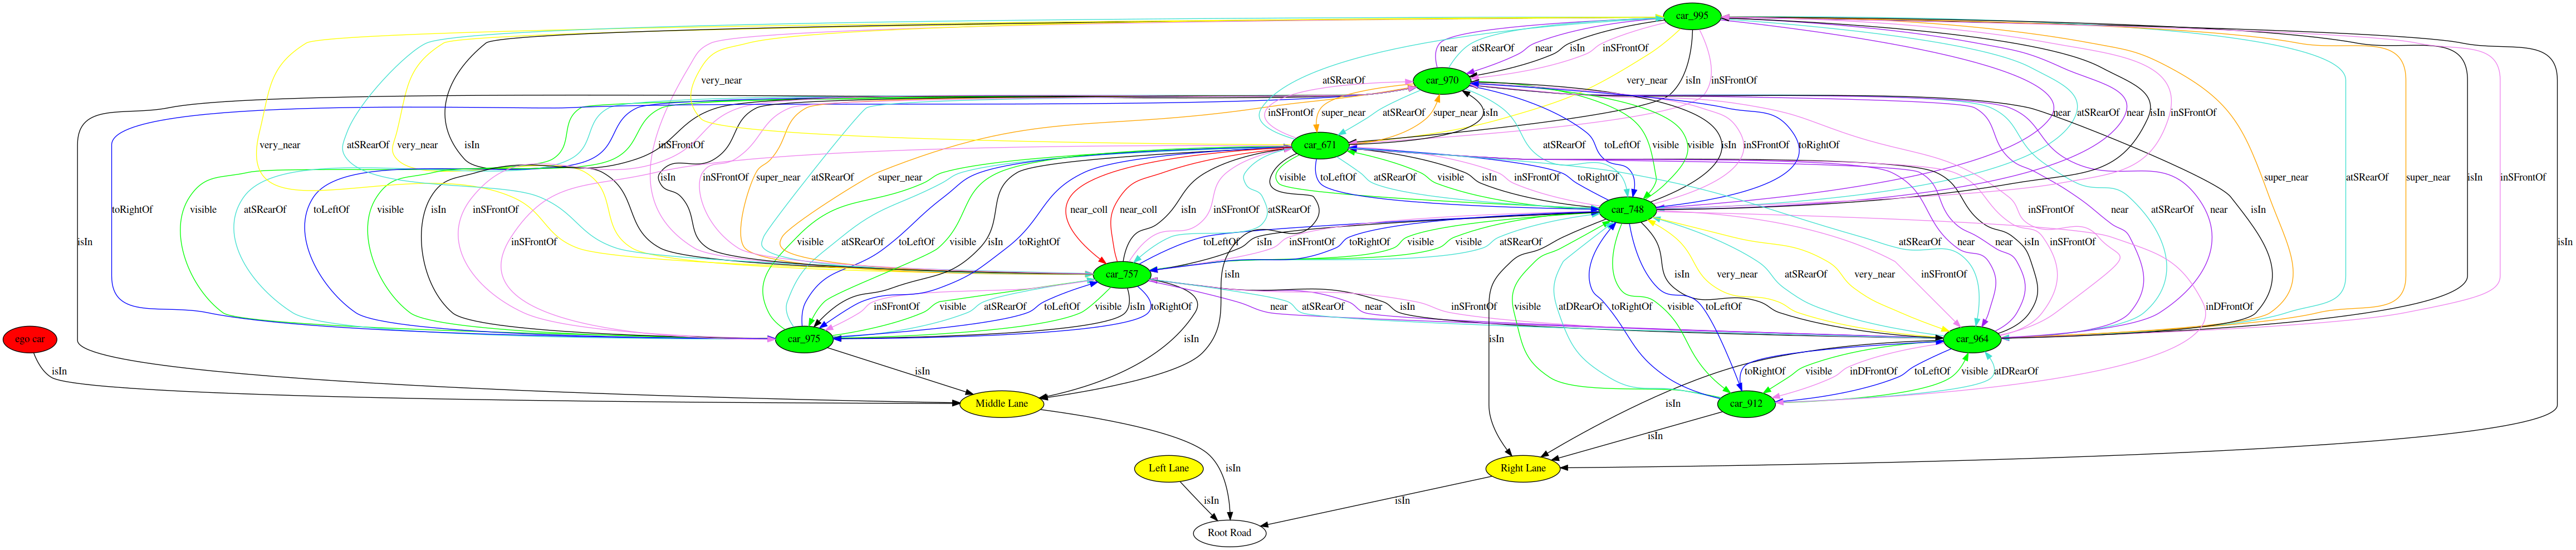 car_995
near atSRearOf near isIn inSFrontOf
car_970
very_near atSRearOf very_near isIn inSFrontOf
inSFrontOf super_near atSRearOf super_near isIn near atSRearOf near isIn inSFrontOf
car_671
very_near atSRearOf very_near isIn inSFrontOf atSRearOf toLeftOf visible visible isIn inSFrontOf toRightOf
isIn inSFrontOf super_near atSRearOf super_near visible isIn toLeftOf atSRearOf visible isIn inSFrontOf toRightOf super_near atSRearOf super_near isIn inSFrontOf
toRightOf visible atSRearOf toLeftOf visible isIn inSFrontOf near_coll near_coll isIn inSFrontOf atSRearOf car_748 inSFrontOf near atSRearOf near isIn
isIn inSFrontOf visible atSRearOf toLeftOf visible isIn toRightOf toLeftOf isIn inSFrontOf toRightOf visible visible atSRearOf atSRearOf near near isIn inSFrontOf isIn
car_757
isIn isIn very_near atSRearOf very_near inSFrontOf
inSFrontOf visible atSRearOf toLeftOf visible isIn toRightOf near atSRearOf near isIn inSFrontOf visible atDRearOf toRightOf visible toLeftOf inDFrontOf
ego car car_975 isIn isIn car_964
isIn isIn toRightOf visible inDFrontOf toLeftOf visible atDRearOf
Middle Lane isIn car_912
isIn
Left Lane isIn Right Lane
isIn isIn
Root Road